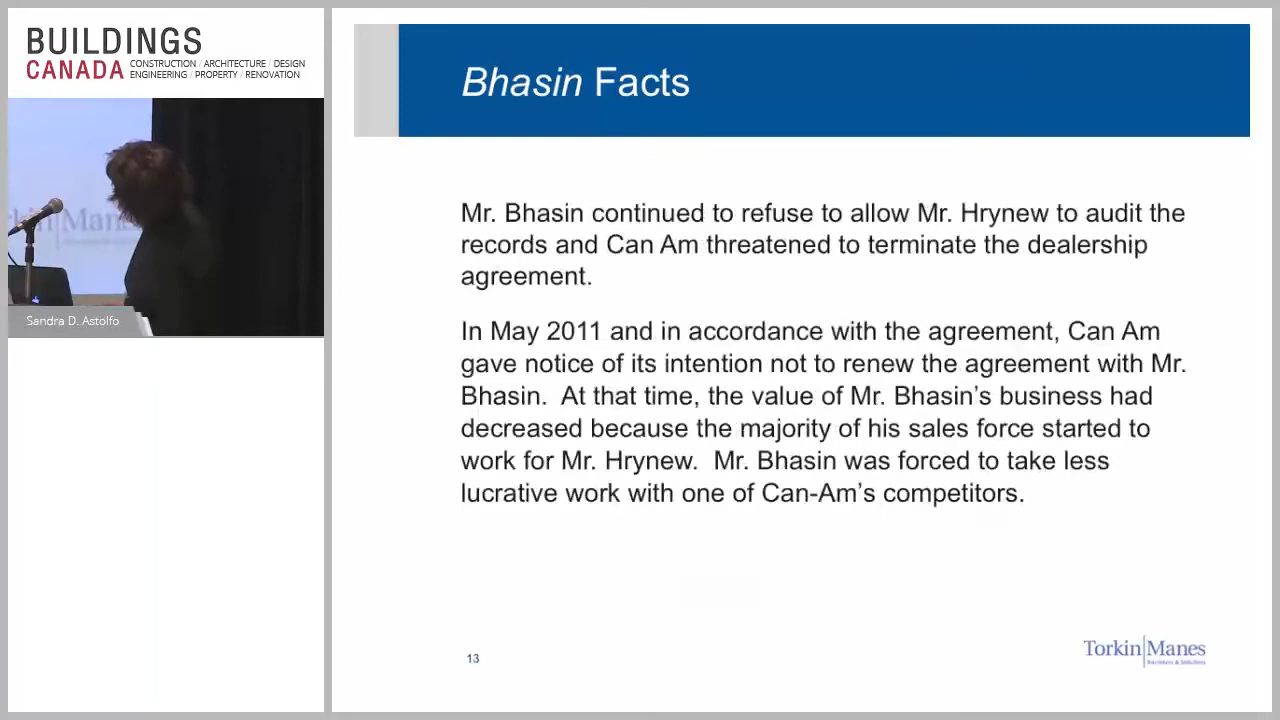 BUILDINGS
CANADA
CONSTRUCTION / ARCHITECTURE / DESIGN
ENGINEERING / PROPERTY / RENOVATION
Manes
Sandra D. Astolfo
Bhasin Facts
Mr. Bhasin continued to refuse to allow Mr. Hrynew to audit the
records and Can Am threatened to terminate the dealership
agreement.
In May 2011 and in accordance with the agreement, Can Am
gave notice of its intention not to renew the agreement with Mr.
Bhasin.  At that time, the value of Mr. Bhasin's business had
decreased because the majority of his sales force started to
work for Mr. Hrynew.  Mr. Bhasin was forced to take less
lucrative work with one of Can-Am's competitors.
13
Torkin|Manes
Barristers & Solicitors